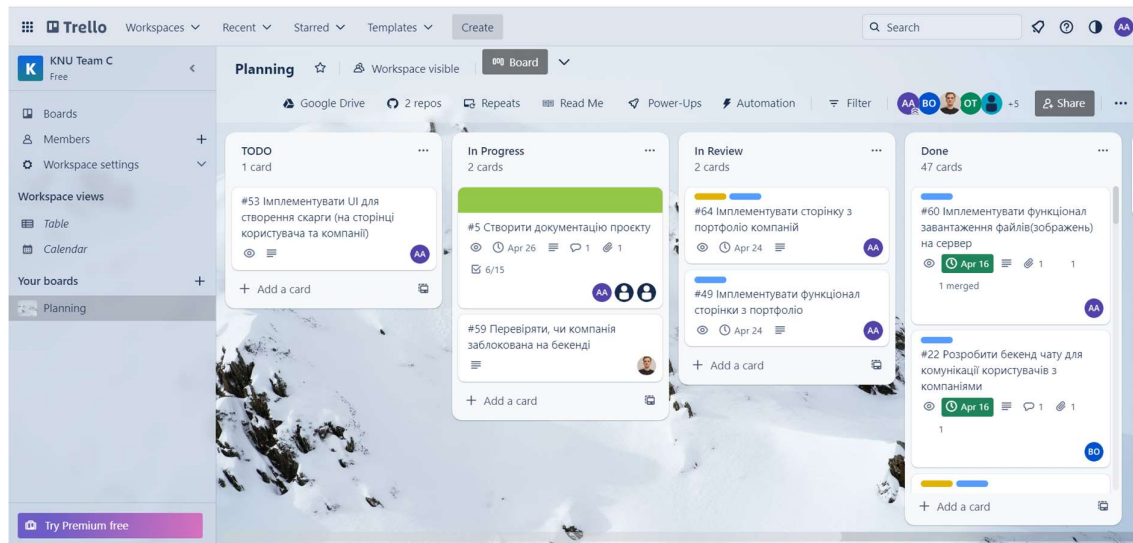 Trello Workspaces Recent Starred Templates Create Search AA
K KNU Team C
Free
Boards
Members
Workspace settings
Workspace views
Table
Calendar
Your boards
Planning
Try Premium free
Planning Workspace visible Board
Google Drive 2 repos Repeats Read Me Power-Ups Automation Filter AA BO OT +5 Share
TODO
1 card
#53 Імплементувати UI для
створення скарги (на сторінці
користувача та компанії)
AA
+ Add a card
In Progress
2 cards
#5 Створити документацію проєкту
Apr 26 1 1
6/15
AA
#59 Перевіряти, чи компанія
заблокована на бекенді
+ Add a card
In Review
2 cards
#64 Імплементувати сторінку з
портфоліо компаній
Apr 24 AA
#49 Імплементувати функціонал
сторінки з портфоліо
Apr 24 AA
+ Add a card
Done
47 cards
#60 Імплементувати функціонал
завантаження файлів(зображень)
на сервер
Apr 16 1 1
1 merged
AA
#22 Розробити бекенд чату для
комунікації користувачів з
компаніями
Apr 16 1 1
1
BO
+ Add a card